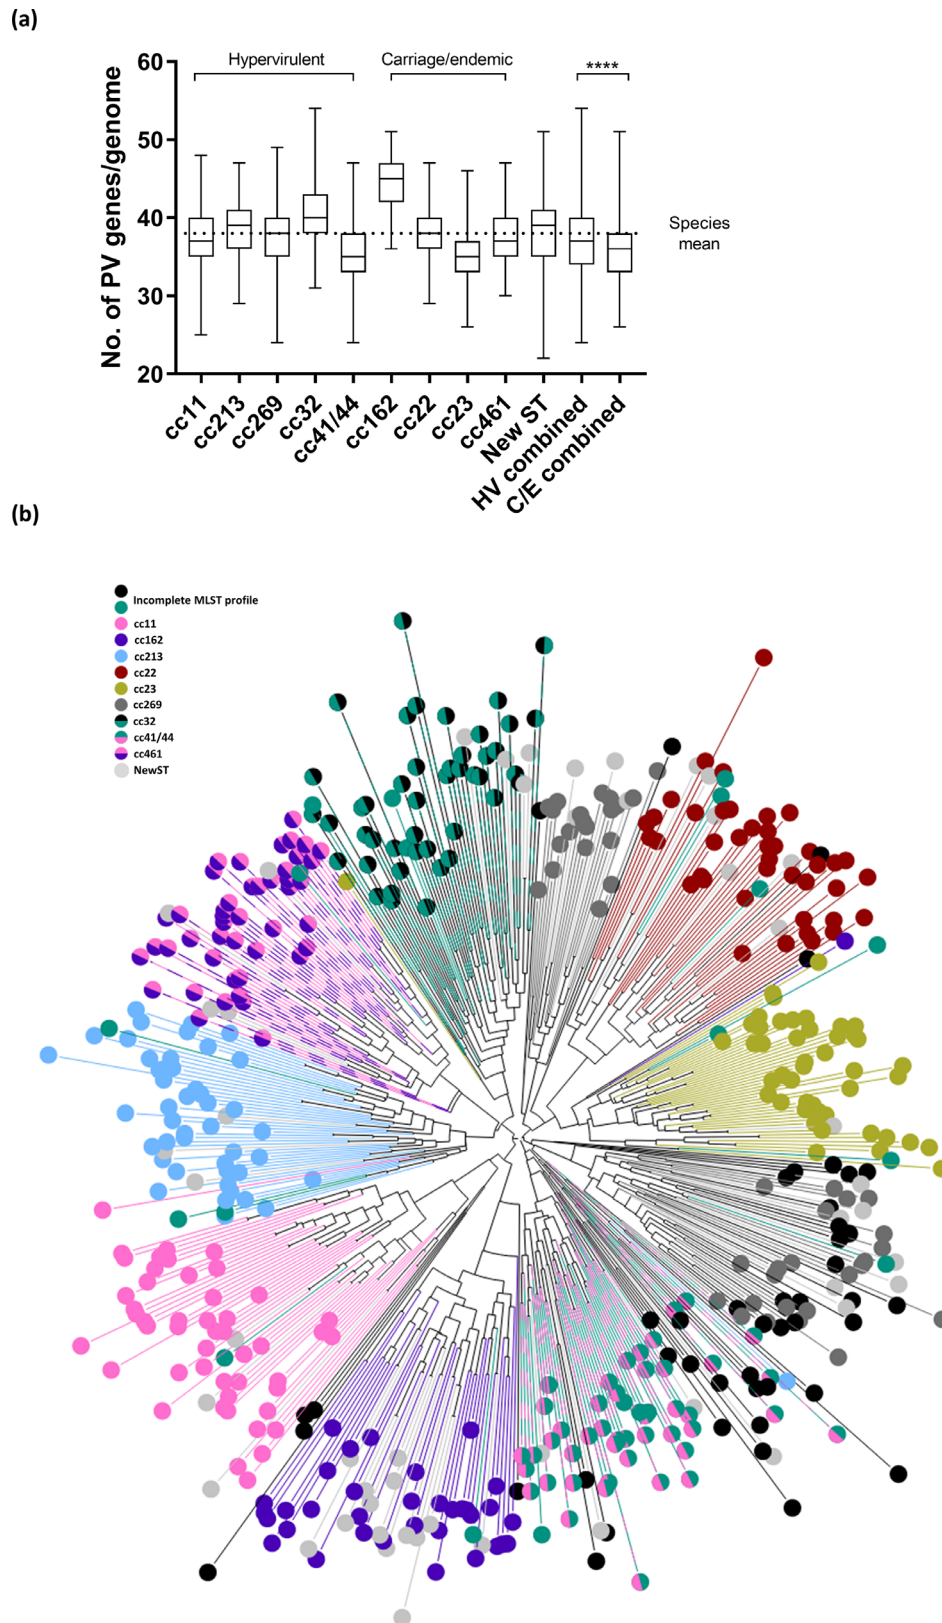 (a)
Hypervirulent
Carriage/endemic
****
No. of PV genes/genome
60
50
40
30
20
Species
mean
cc11
cc213
cc269
cc32
cc41/44
cc162
cc22
cc23
cc461
New ST
HV combined
C/E combined
(b)
Incomplete MLST profile
cc11
cc162
cc213
cc22
cc23
cc269
cc32
cc41/44
cc461
NewST